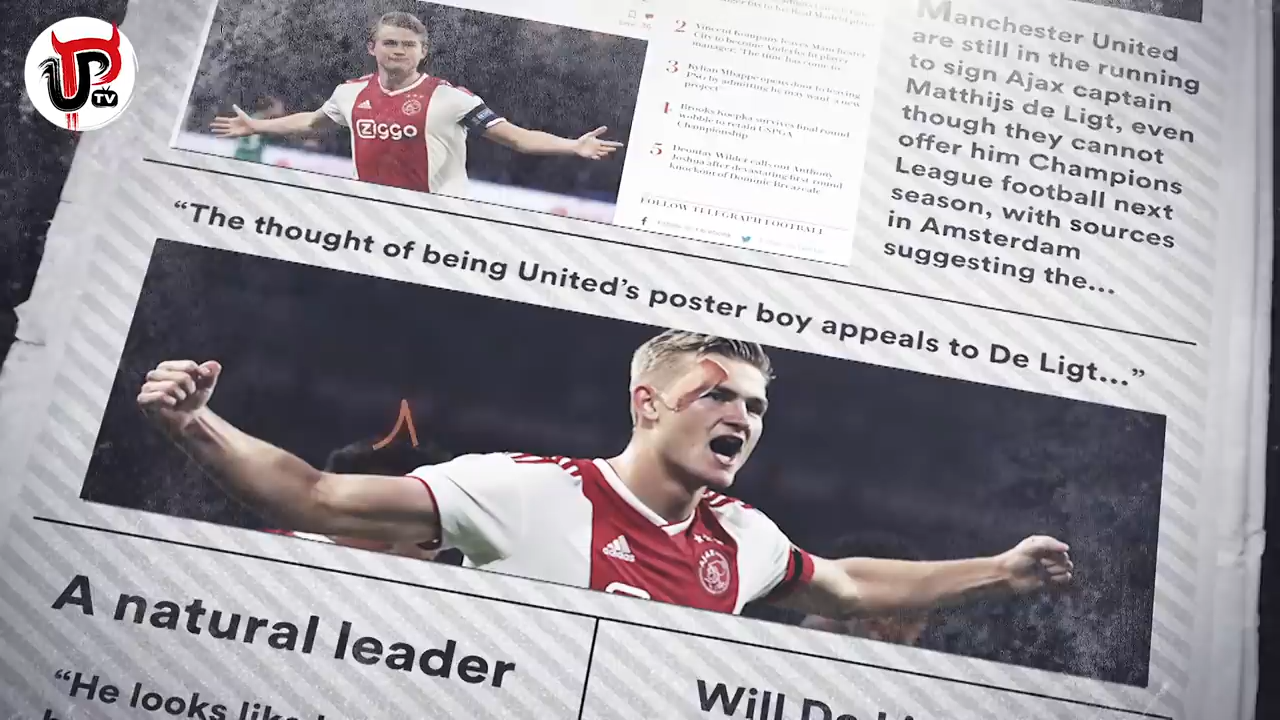 UP
TV
Ziggo
2 Vincent Kompany leaves Manchester
City to become Anderlecht player
manager: 'The time has come to
3 Kylian Mbappe opens door to leaving
PSG by admitting he may want 'a new
project'
Brooks Koepka survives final round
wobble to retain USPGA
Championship
5 Deontay Wilder calls out Anthony
Joshua after devastating first-round
knockout of Dominic Breazeale
FOLLOW TELEGRAPH FOOTBALL
Manchester United
are still in the running
to sign Ajax captain
Matthijs de Ligt, even
though they cannot
offer him Champions
League football next
season, with sources
in Amsterdam
suggesting the...
“The thought of being United’s poster boy appeals to De Ligt...”
adidas
A natural leader
“He looks like
Will De